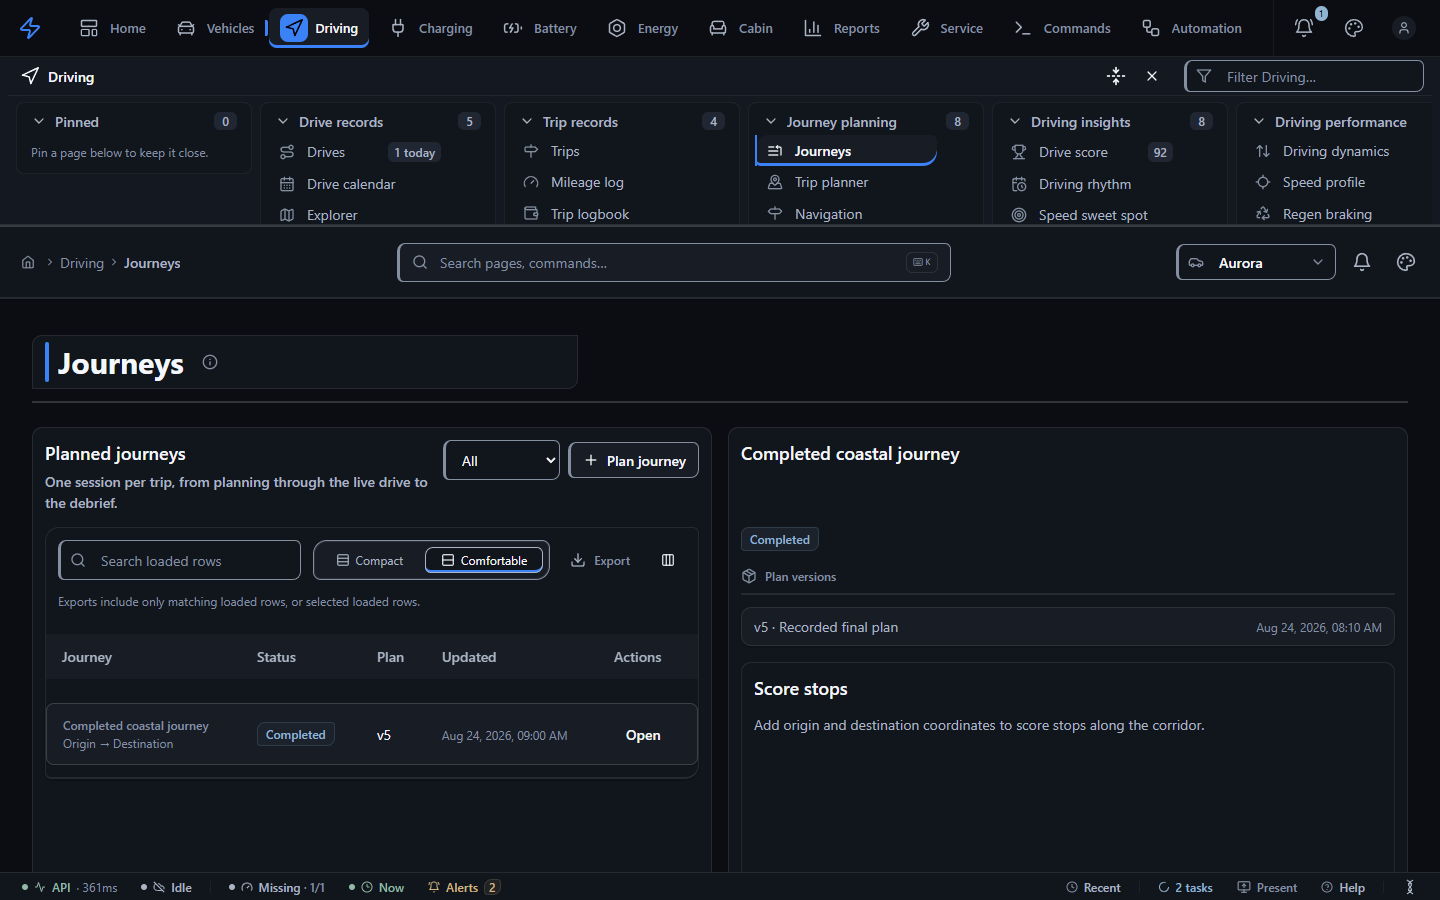 Home
Vehicles
Driving
Charging
Battery
Energy
Cabin
Reports
Service
Commands
Automation
1
Driving
Filter Driving...
Pinned 0
Pin a page below to keep it close.
Drive records 5
Drives 1 today
Drive calendar
Explorer
Trip records 4
Trips
Mileage log
Trip logbook
Journey planning 8
Journeys
Trip planner
Navigation
Driving insights 8
Drive score 92
Driving rhythm
Speed sweet spot
Driving performance
Driving dynamics
Speed profile
Regen braking
Driving
Journeys
Search pages, commands...
K
Aurora
Journeys
Planned journeys
One session per trip, from planning through the live drive to
the debrief.
All
Plan journey
Search loaded rows
Compact
Comfortable
Export
Exports include only matching loaded rows, or selected loaded rows.
Journey Status Plan Updated Actions
Completed coastal journey
Origin → Destination
Completed
v5
Aug 24, 2026, 09:00 AM
Open
Completed coastal journey
Completed
Plan versions
v5 · Recorded final plan
Aug 24, 2026, 08:10 AM
Score stops
Add origin and destination coordinates to score stops along the corridor.
API · 361ms
Idle
Missing · 1/1
Now
Alerts 2
Recent
2 tasks
Present
Help